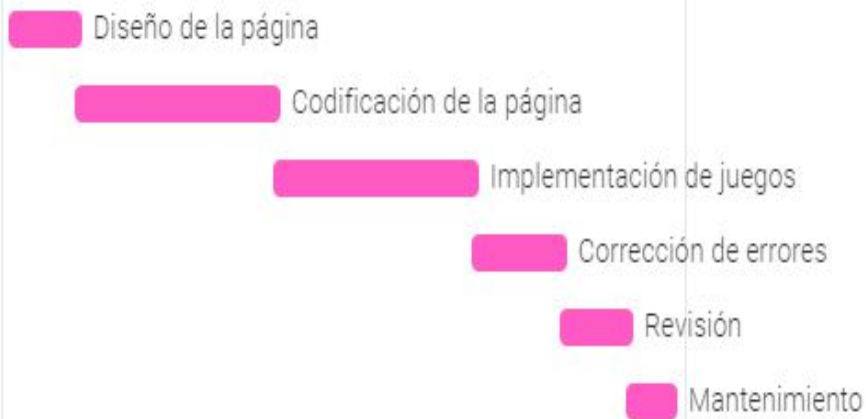 Diseño de la página
Codificación de la página
Implementación de juegos
Corrección de errores
Revisión
Mantenimiento